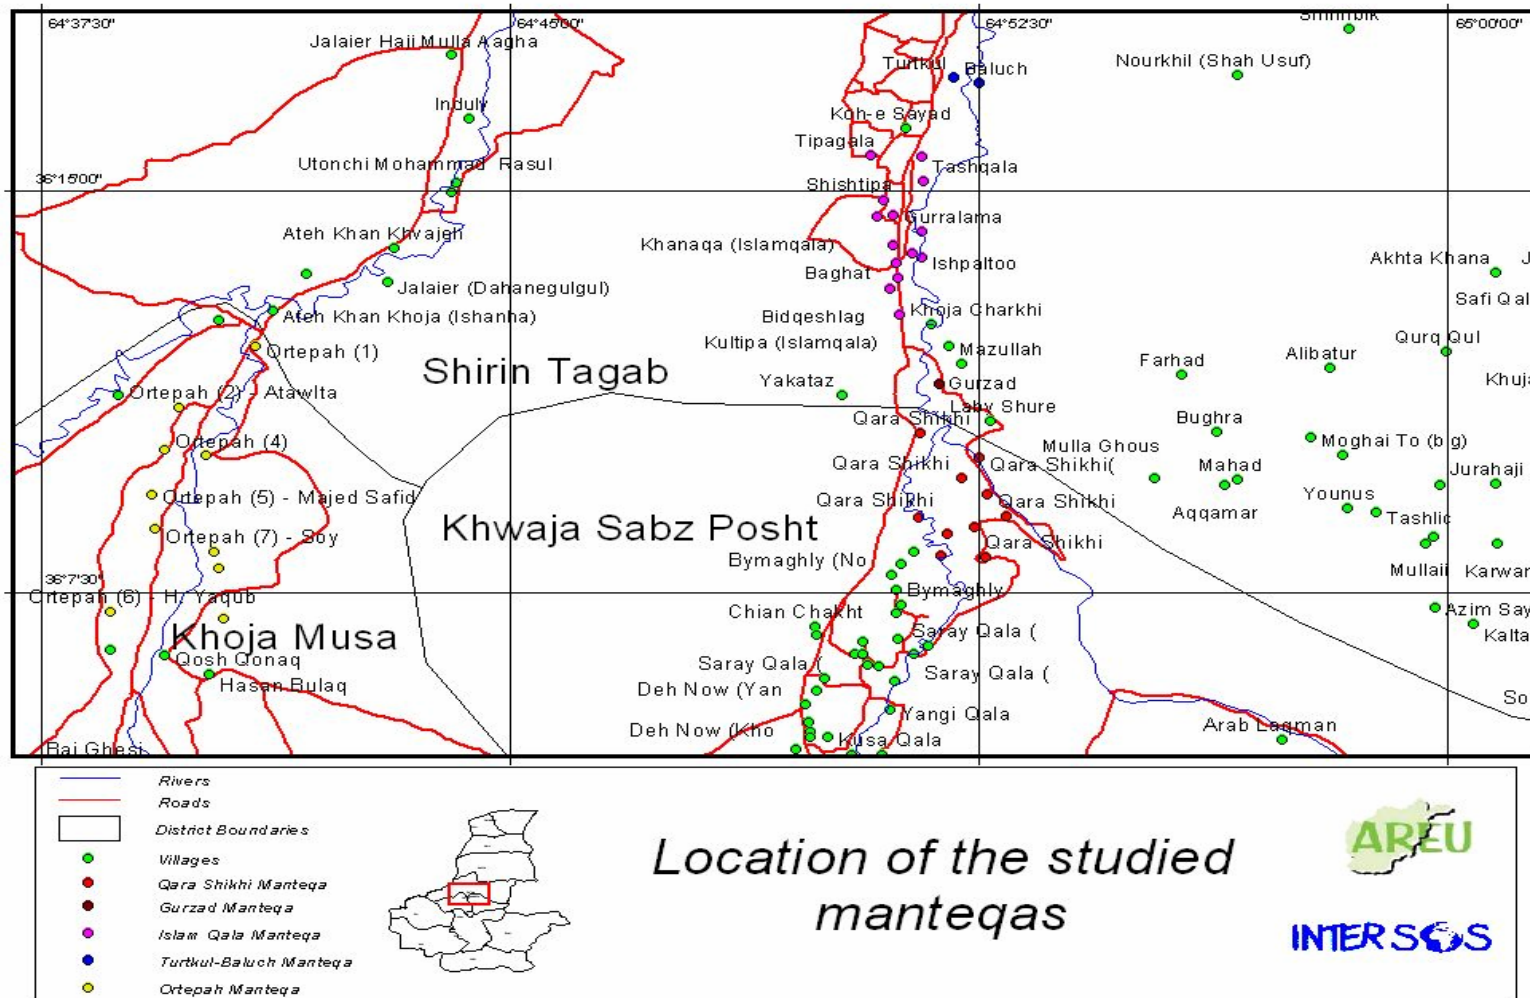 64°37'30"
64°45'00"
64°52'30"
65°00'00"
Jalaier Haji Mulla Aagha
Turtkul
Baluch
Nourkhil (Shah Usuf)
Induly
Koh-e Sayad
Tipagala
Utonchi Mohammad Rasul
Tashqala
36°15'00"
Shishtipa
Gurralama
Ateh Khan Khvajeh
Khanaqa (Islamqala)
Ishpaltoo
Akhta Khana
Baghat
Jalaier (Dahanegulgul)
Safi Qal
Ateh Khan Khoja (Ishanha)
Bidqeshlag
Khoja Charkhi
Kultipa (Islamqala)
Qurq Qul
Ortepah (1)
Mazullah
Farhad
Alibatur
Shirin Tagab
Yakataz
Gurzad
Khuja
Ortepah (2) - Atawlta
Laby Shure
Qara Shikhi
Bughra
Ortepah (4)
Mulla Ghous
Moghai To (big)
Qara Shikhi
Qara Shikhi(
Mahad
Jurahaji
Ortepah (5) - Majed Safid
Qara Shikhi
Qara Shikhi
Younus
Aqqamar
Tashlic
Khwaja Sabz Posht
Ortepah (7) - Soy
Qara Shikhi
Bymaghly (No
Mullaii
Karwan
36°7'30"
Bymaghly
Ortepah (6) - H. Yaqub
Chian Chakht
Azim Say
Khoja Musa
Saray Qala (
Kalta
Qosh Qonaq
Saray Qala (
Saray Qala (
Hasan Bulaq
Deh Now (Yan
So
Yangi Qala
Deh Now (Kho
Arab Laqman
Kusa Qala
Rivers
Roads
District Boundaries
Villages
Qara Shikhi Manteqa
Gurzad Manteqa
Islam Qala Manteqa
Turtkul-Baluch Manteqa
Ortepah Manteqa
Location of the studied
manteqas
AREU
INTERSOS